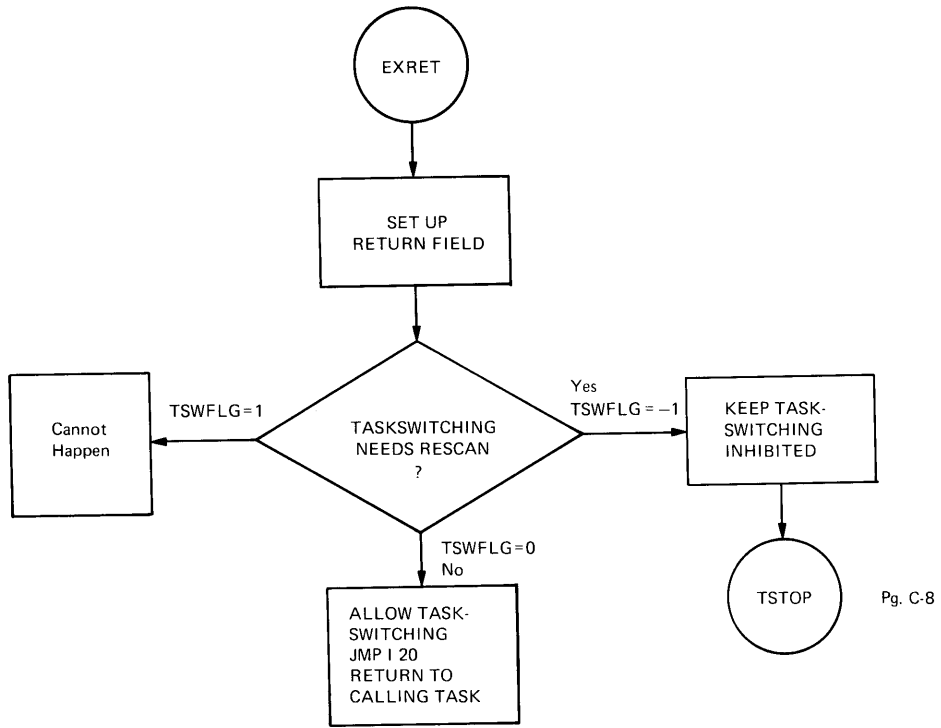 EXRET
SET UP
RETURN FIELD
TASKSWITCHING
NEEDS RESCAN
?
TSWFLG=1
Cannot
Happen
Yes
TSWFLG=−1
KEEP TASK-
SWITCHING
INHIBITED
TSTOP
Pg. C-8
TSWFLG=0
No
ALLOW TASK-
SWITCHING
JMP I 20
RETURN TO
CALLING TASK